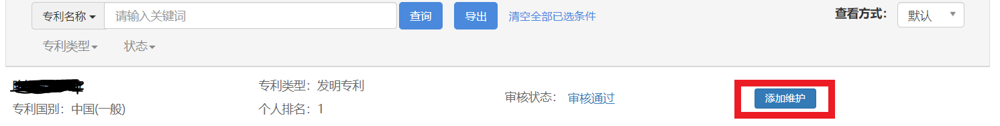 专利名称 请输入关键词 查询 导出 清空全部已选条件 查看方式： 默认
专利类型 状态
专利类型：发明专利
审核状态： 审核通过 添加维护
专利国别：中国(一般) 个人排名：1